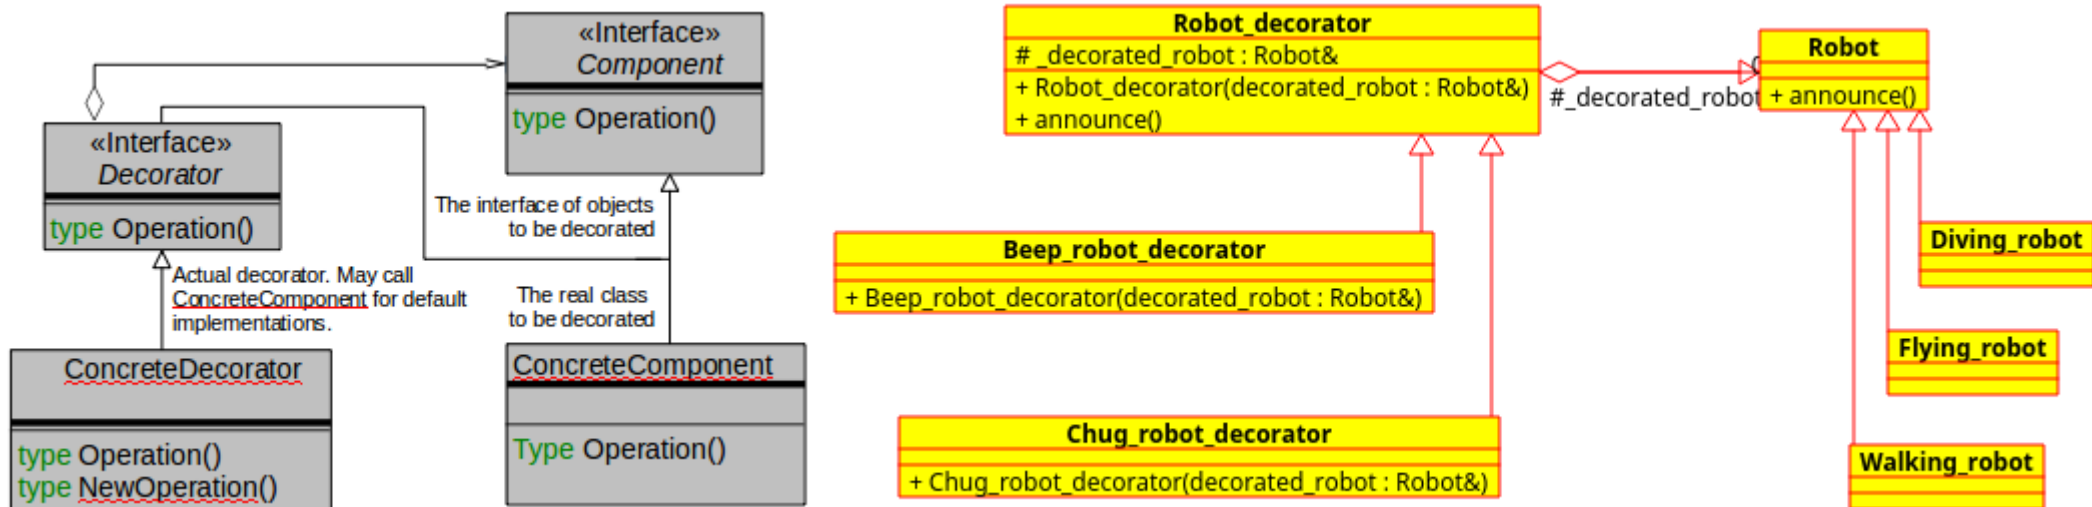 «Interface»
Component
type Operation()
«Interface»
Decorator
type Operation()
The interface of objects
to be decorated
Actual decorator. May call
ConcreteComponent for default
implementations.
The real class
to be decorated
ConcreteDecorator
type Operation()
type NewOperation()
ConcreteComponent
Type Operation()
Robot_decorator
# _decorated_robot : Robot&
+ Robot_decorator(decorated_robot : Robot&)
+ announce()
#_decorated_robot
Robot
+ announce()
Beep_robot_decorator
+ Beep_robot_decorator(decorated_robot : Robot&)
Diving_robot
Flying_robot
Chug_robot_decorator
+ Chug_robot_decorator(decorated_robot : Robot&)
Walking_robot